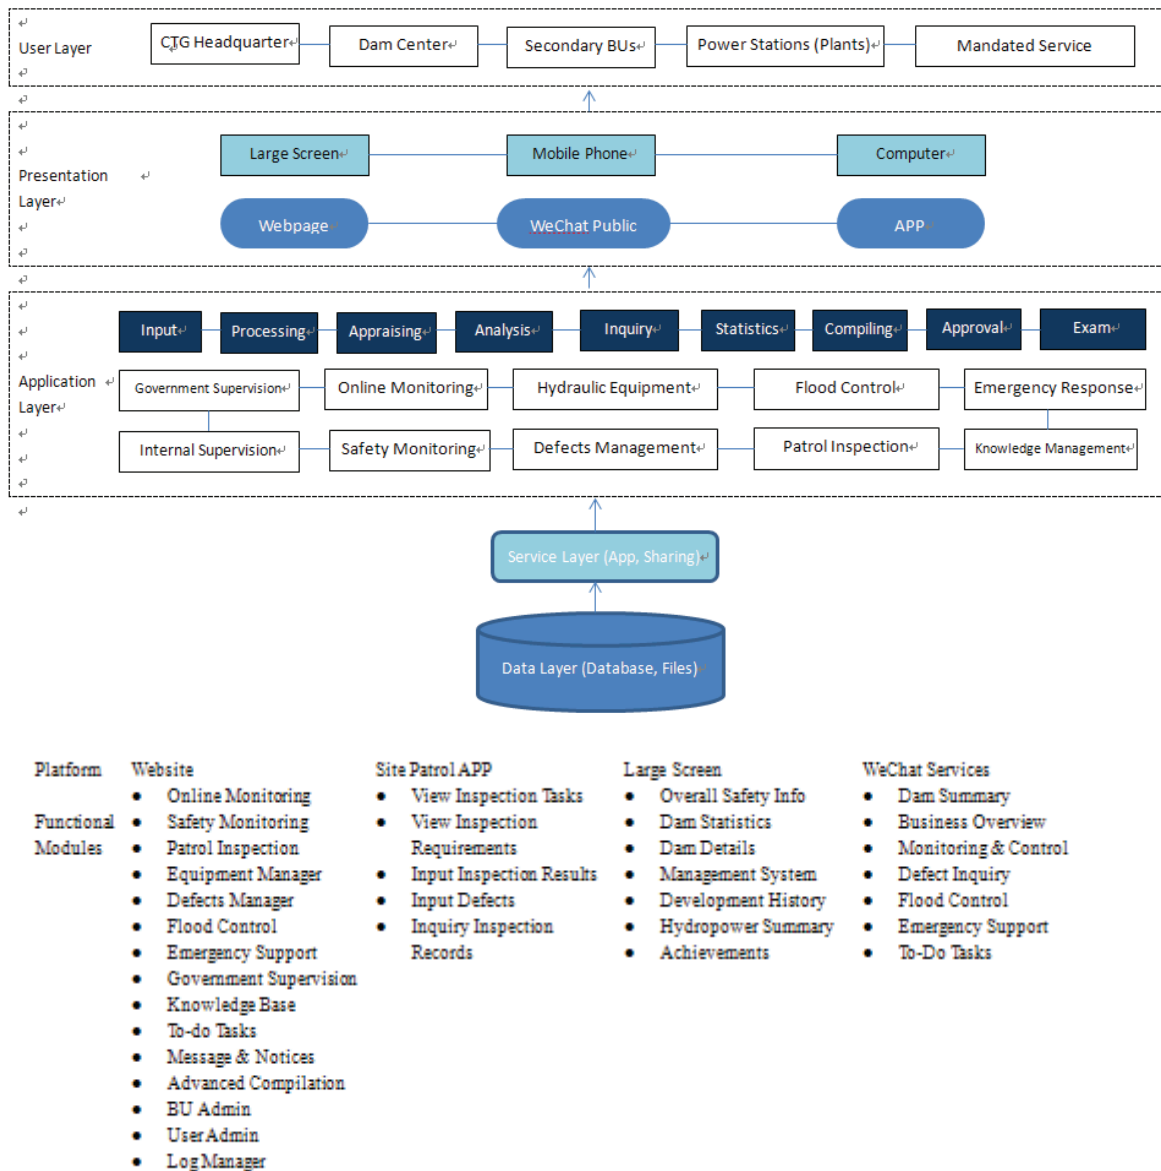 User Layer
CTG Headquarter
Dam Center
Secondary BUs
Power Stations (Plants)
Mandated Service
Presentation
Layer
Large Screen
Mobile Phone
Computer
Webpage
WeChat Public
APP
Application
Layer
Input
Processing
Appraising
Analysis
Inquiry
Statistics
Compiling
Approval
Exam
Government Supervision
Online Monitoring
Hydraulic Equipment
Flood Control
Emergency Response
Internal Supervision
Safety Monitoring
Defects Management
Patrol Inspection
Knowledge Management
Service Layer (App, Sharing)
Data Layer (Database, Files)
Platform
Functional
Modules
Website
● Online Monitoring
● Safety Monitoring
● Patrol Inspection
● Equipment Manager
● Defects Manager
● Flood Control
● Emergency Support
● Government Supervision
● Knowledge Base
● To-do Tasks
● Message & Notices
● Advanced Compilation
● BU Admin
● User Admin
● Log Manager
Site Patrol APP
● View Inspection Tasks
● View Inspection
Requirements
● Input Inspection Results
● Input Defects
● Inquiry Inspection
Records
Large Screen
● Overall Safety Info
● Dam Statistics
● Dam Details
● Management System
● Development History
● Hydropower Summary
● Achievements
WeChat Services
● Dam Summary
● Business Overview
● Monitoring & Control
● Defect Inquiry
● Flood Control
● Emergency Support
● To-Do Tasks